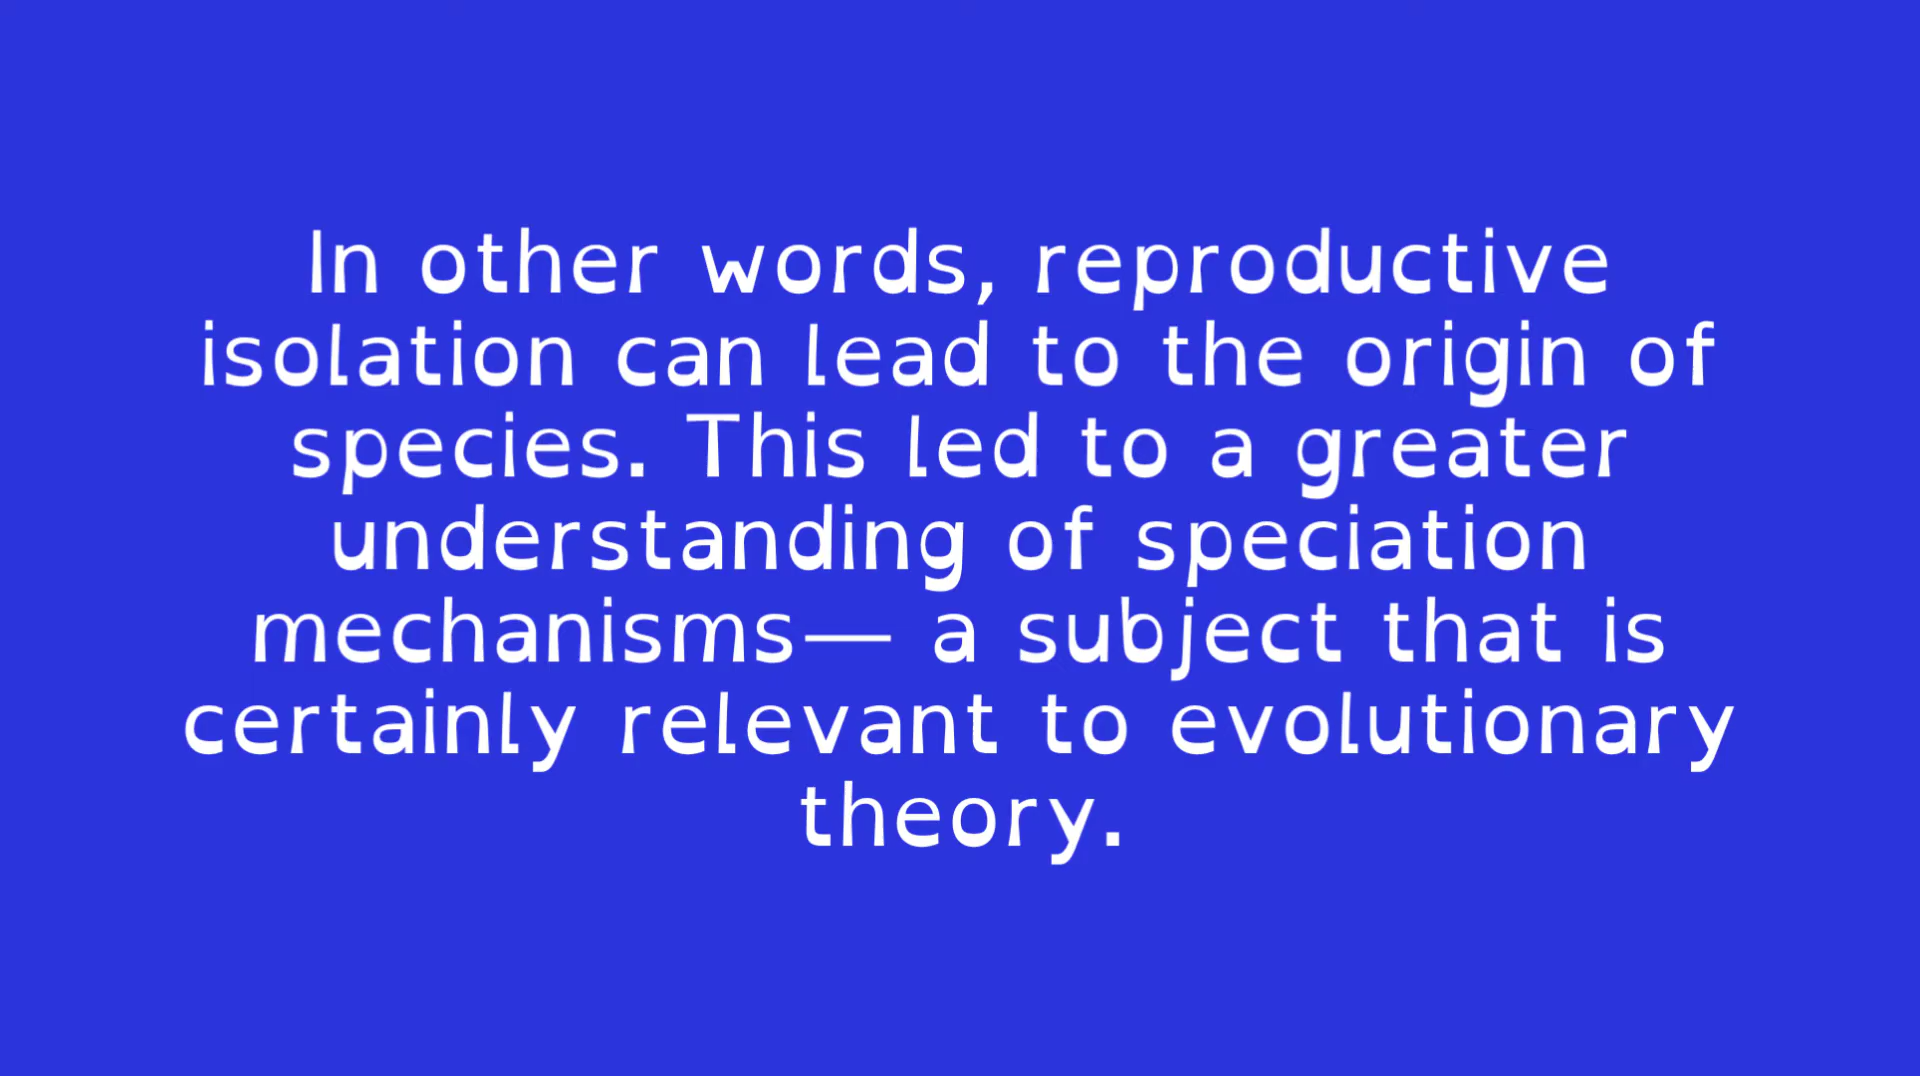 In other words, reproductive
isolation can lead to the origin of
species. This led to a greater
understanding of speciation
mechanisms— a subject that is
certainly relevant to evolutionary
theory.